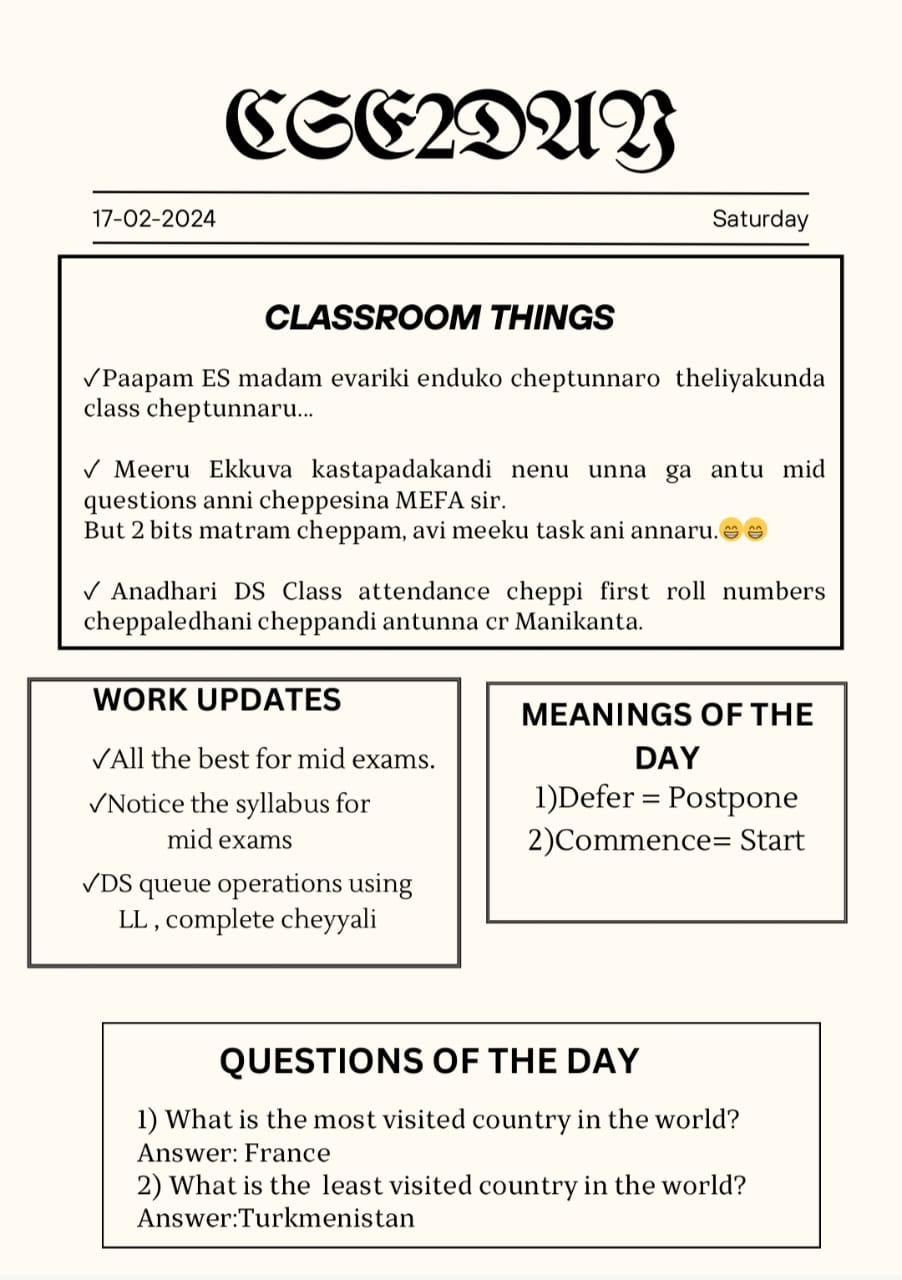 CSE2DAY
17-02-2024 Saturday
CLASSROOM THINGS
✓Paapam ES madam evariki enduko cheptunnaro theliyakunda
class cheptunnaru...
✓ Meeru Ekkuva kastapadakandi nenu unna ga antu mid
questions anni cheppesina MEFA sir.
But 2 bits matram cheppam, avi meeku task ani annaru.😁😁
✓ Anadhari DS Class attendance cheppi first roll numbers
cheppaledhani cheppandi antunna cr Manikanta.
WORK UPDATES
✓All the best for mid exams.
✓Notice the syllabus for
mid exams
✓DS queue operations using
LL , complete cheyyali
MEANINGS OF THE
DAY
1)Defer = Postpone
2)Commence= Start
QUESTIONS OF THE DAY
1) What is the most visited country in the world?
Answer: France
2) What is the least visited country in the world?
Answer:Turkmenistan